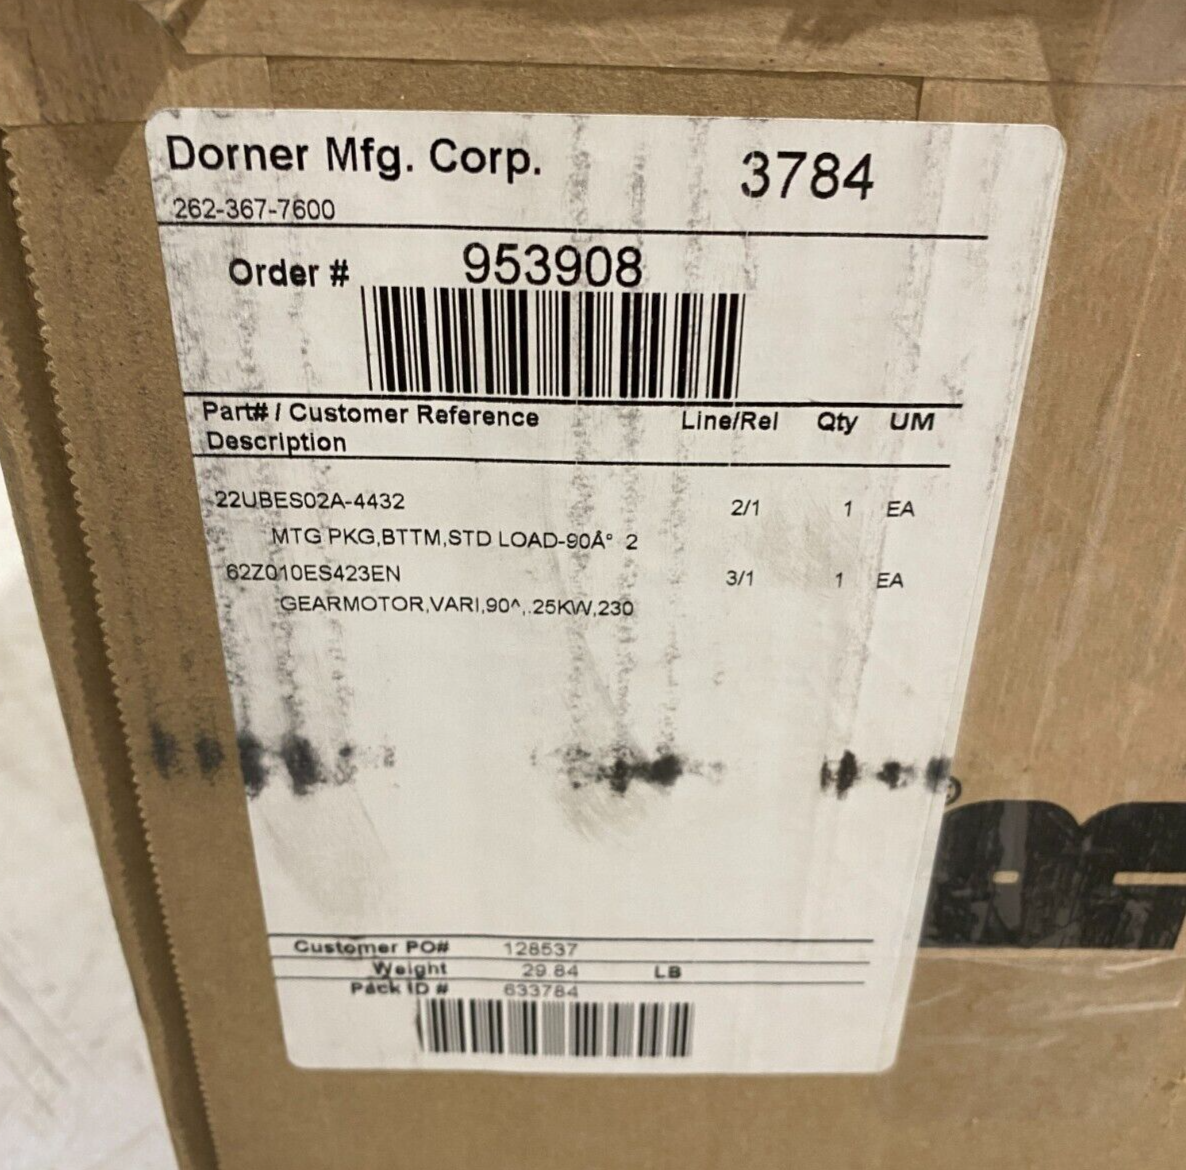 Dorner Mfg. Corp. 3784
262-367-7600
Order # 953908
Part# / Customer Reference Line/Rel Qty UM
Description
22UBES02A-4432 2/1 1 EA
MTG PKG,BTTM,STD LOAD-90Â° 2
62Z010ES423EN 3/1 1 EA
GEARMOTOR,VARI,90^,.25KW,230
Customer PO# 128537
Weight 29.84 LB
Pack ID # 633784
®